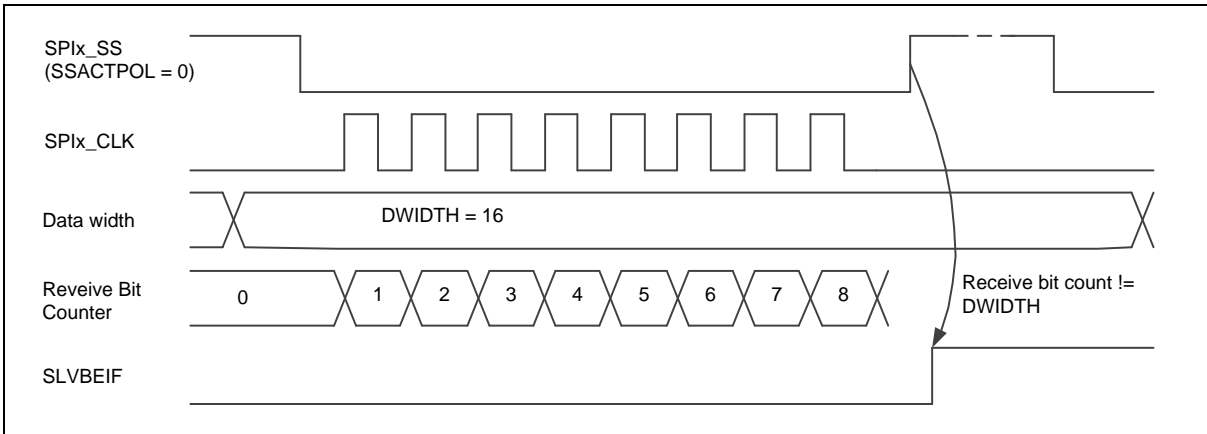 SPIx_SS
(SSACTPOL = 0)
SPIx_CLK
Data width
DWIDTH = 16
Reveive Bit
Counter
0
1
2
3
4
5
6
7
8
Receive bit count !=
DWIDTH
SLVBEIF